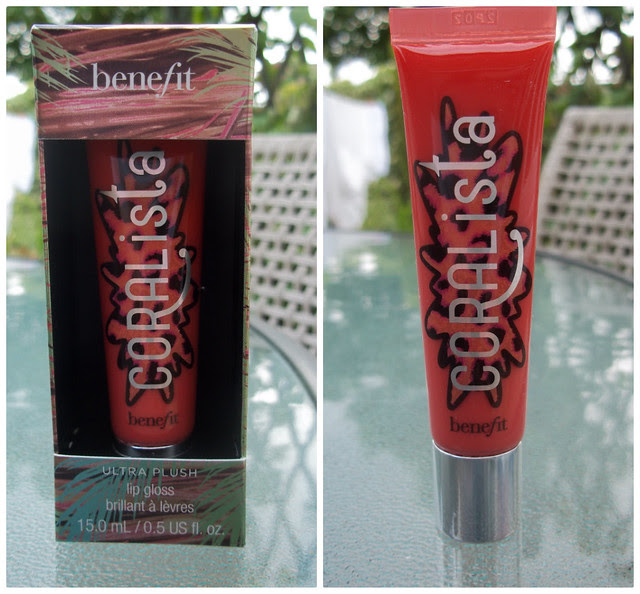 benefit
CORALista
benefit
ULTRA PLUSH
lip gloss
brillant à lèvres
15.0 mL / 0.5 US fl. oz.
CORALista
benefit